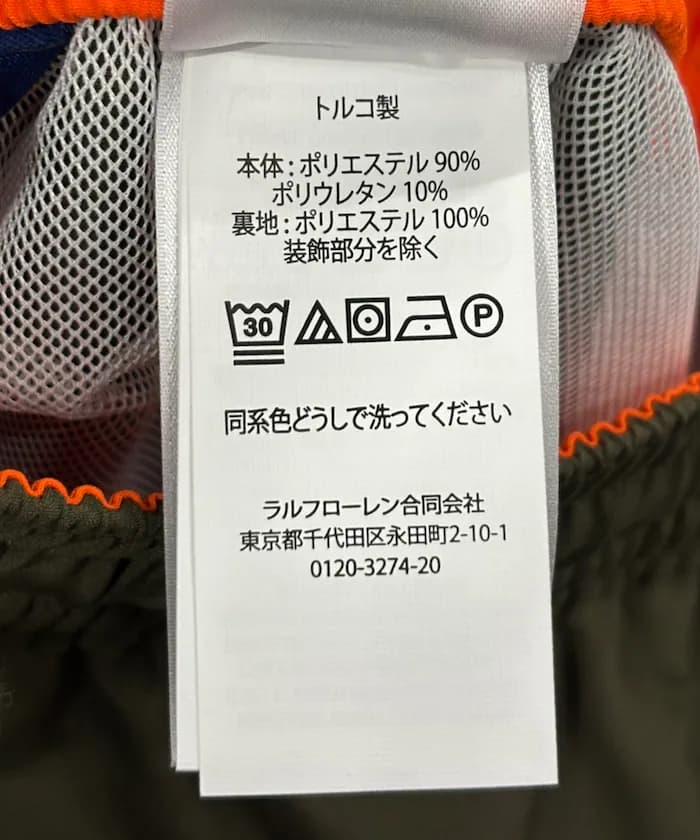 トルコ製
本体:ポリエステル 90%
ポリウレタン 10%
裏地:ポリエステル 100%
装飾部分を除く
30 P
同系色どうしで洗ってください
ラルフローレン合同会社
東京都千代田区永田町2-10-1
0120-3274-20